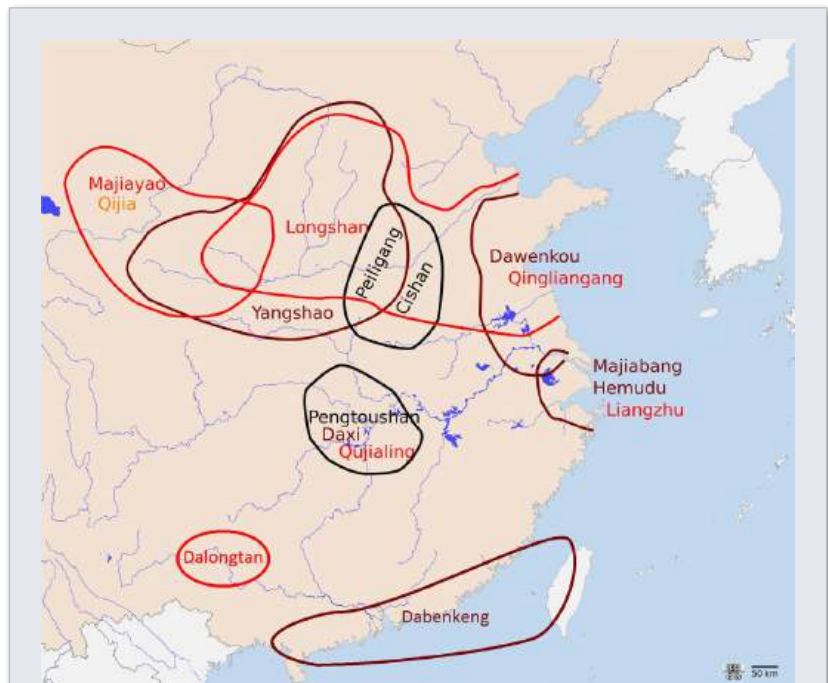 Majiayao
Qijia
Longshan
Peiligang
Cishan
Yangshao
Dawenkou
Qingliangang
Majiabang
Hemudu
Liangzhu
Pengtoushan
Daxi
Qujialing
Dalongtan
Dabenkeng
50 km